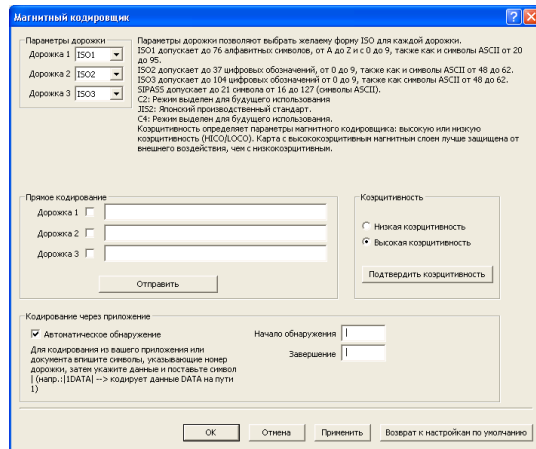 Магнитный кодировщик
Параметры дорожки
Дорожка 1 ISO1
Дорожка 2 ISO2
Дорожка 3 ISO3
Параметры дорожки позволяют выбрать желаему форму ISO для каждой дорожки.
ISO1 допускает до 76 алфавитных символов, от A до Z и с 0 до 9, также как и символы ASCII от 20
до 95.
ISO2 допускает до 37 цифровых обозначений, от 0 до 9, также как и символы ASCII от 48 до 62.
ISO3 допускает до 104 цифровых обозначений от 0 до 9, также как символы ASCII от 48 до 62.
SIPASS допускает до 21 символа от 16 до 127 (символы ASCII).
C2: Режим выделен для будущего использования
JIS2: Японский производственный стандарт.
C4: Режим выделен для будущего использования.
Коэрцитивность определяет параметры магнитного кодировщика: высокую или низкую
коэрцитивность (HICO/LOCO). Карта с высококоэрцитивным магнитным слоем лучше защищена от
внешнего воздействия, чем с низкокоэрцитивным.
Прямое кодирование
Дорожка 1
Дорожка 2
Дорожка 3
Отправить
Коэрцитивность
Низкая коэрцитивность
Высокая коэрцитивность
Подтвердить коэрцитивность
Кодирование через приложение
Автоматическое обнаружение
Для кодирования из вашего приложения или
документа впишите символы, указывающие номер
дорожки, затем укажите данные и поставьте символ
| (напр.:|1DATA| --> кодирует данные DATA на пути
1)
Начало обнаружения |
Завершение |
OK
Отмена
Применить
Возврат к настройкам по умолчанию